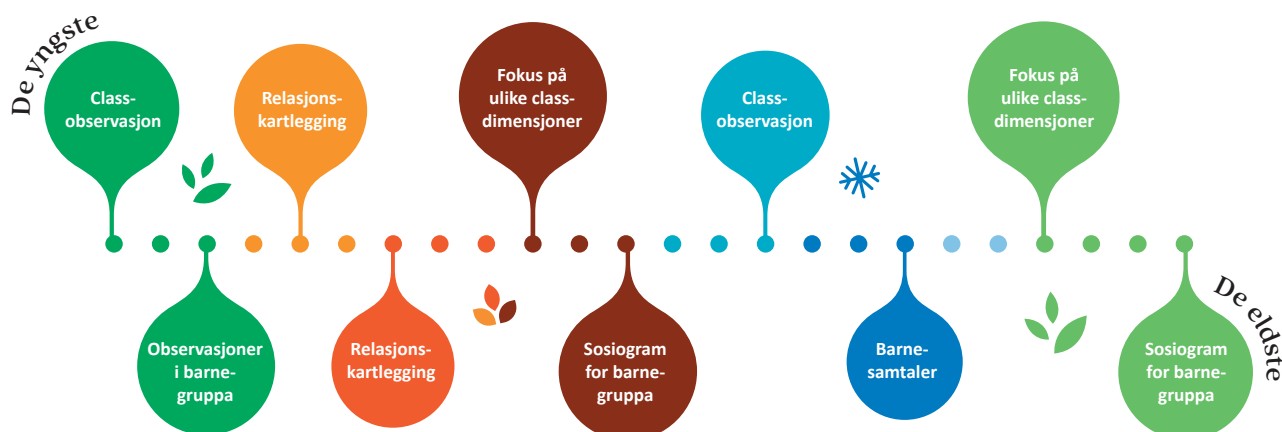 De yngste
Class-
observasjon
Relasjons-
kartlegging
Fokus på
ulike class-
dimensjoner
Class-
observasjon
Fokus på
ulike class-
dimensjoner
Observasjoner
i barne-
gruppa
Relasjons-
kartlegging
Sosiogram
for barne-
gruppa
Barne-
samtaler
Sosiogram
for barne-
gruppa
De eldste